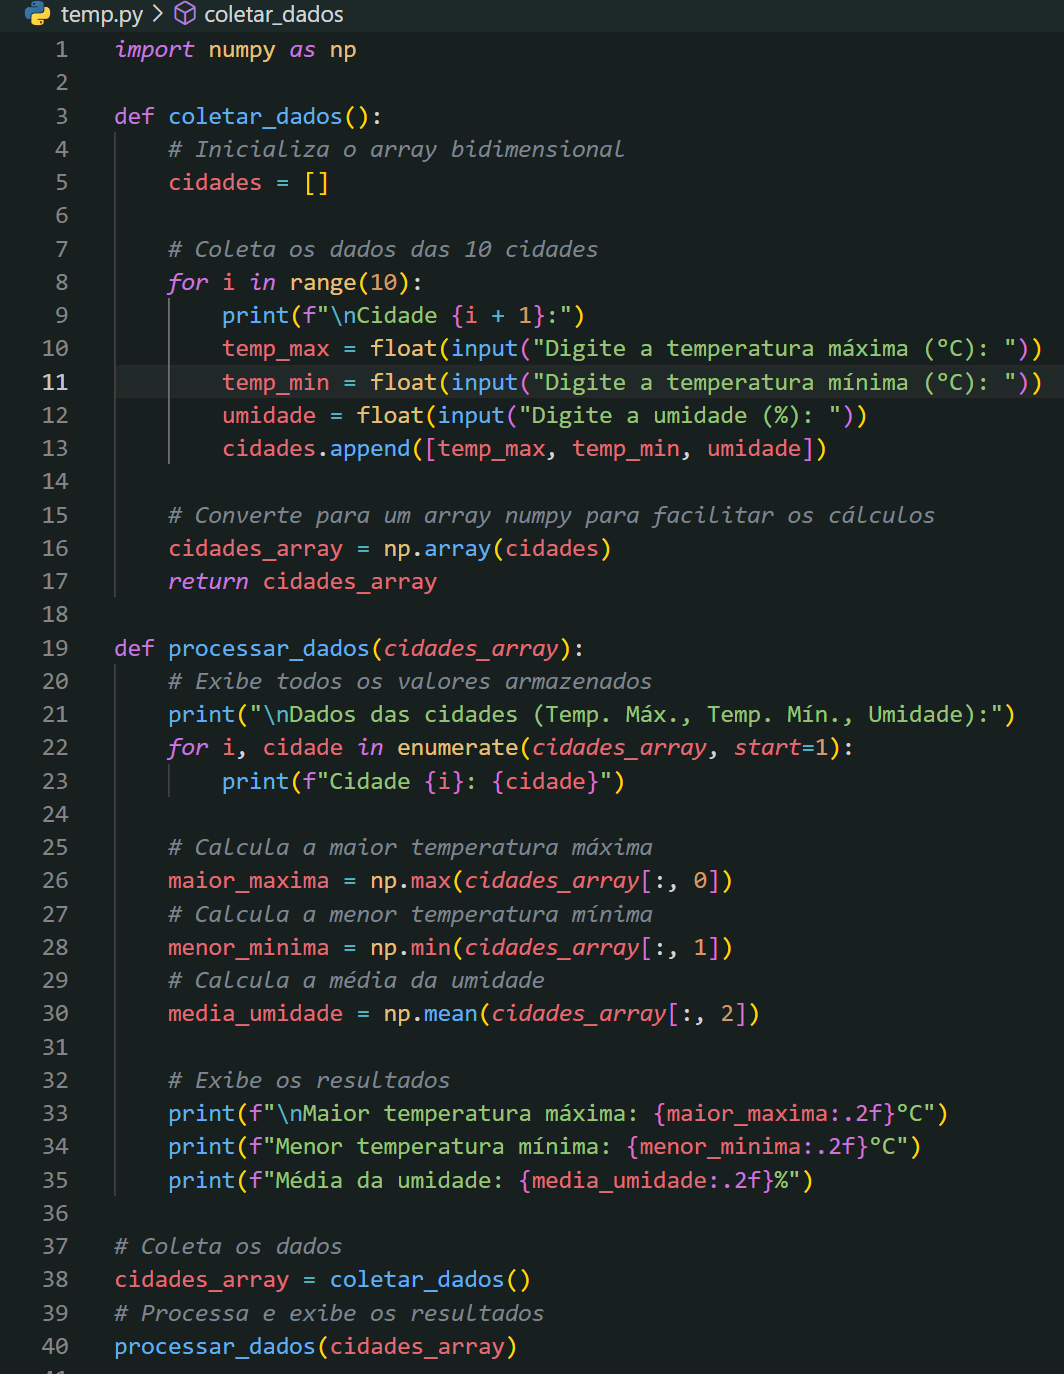 temp.py > coletar_dados
1 import numpy as np
2
3 def coletar_dados():
4     # Inicializa o array bidimensional
5     cidades = []
6
7     # Coleta os dados das 10 cidades
8     for i in range(10):
9         print(f"\nCidade {i + 1}:")
10         temp_max = float(input("Digite a temperatura máxima (°C): "))
11         temp_min = float(input("Digite a temperatura mínima (°C): "))
12         umidade = float(input("Digite a umidade (%): "))
13         cidades.append([temp_max, temp_min, umidade])
14
15     # Converte para um array numpy para facilitar os cálculos
16     cidades_array = np.array(cidades)
17     return cidades_array
18
19 def processar_dados(cidades_array):
20     # Exibe todos os valores armazenados
21     print("\nDados das cidades (Temp. Máx., Temp. Mín., Umidade):")
22     for i, cidade in enumerate(cidades_array, start=1):
23         print(f"Cidade {i}: {cidade}")
24
25     # Calcula a maior temperatura máxima
26     maior_maxima = np.max(cidades_array[:, 0])
27     # Calcula a menor temperatura mínima
28     menor_minima = np.min(cidades_array[:, 1])
29     # Calcula a média da umidade
30     media_umidade = np.mean(cidades_array[:, 2])
31
32     # Exibe os resultados
33     print(f"\nMaior temperatura máxima: {maior_maxima:.2f}°C")
34     print(f"Menor temperatura mínima: {menor_minima:.2f}°C")
35     print(f"Média da umidade: {media_umidade:.2f}%")
36
37 # Coleta os dados
38 cidades_array = coletar_dados()
39 # Processa e exibe os resultados
40 processar_dados(cidades_array)